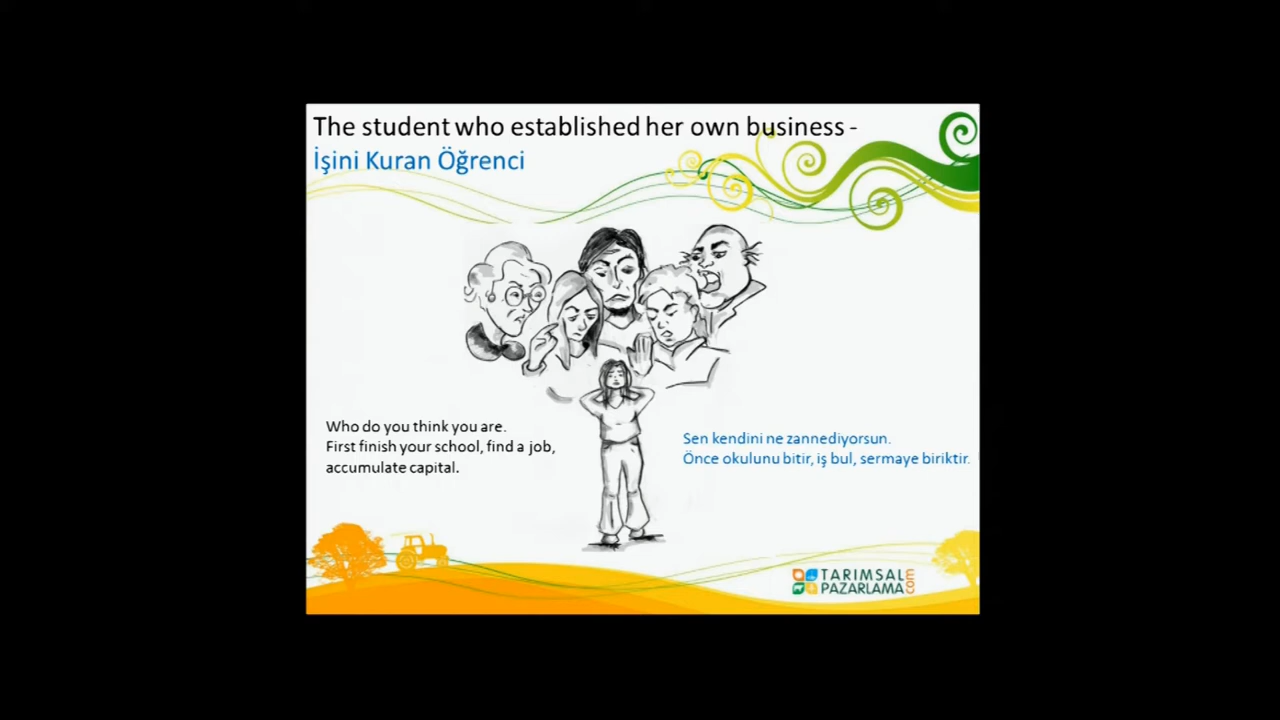 The student who established her own business -
İşini Kuran Öğrenci
Who do you think you are.
First finish your school, find a job,
accumulate capital.
Sen kendini ne zannediyorsun.
Önce okulunu bitir, iş bul, sermaye biriktir.
TARIMSAL
PAZARLAMA
com